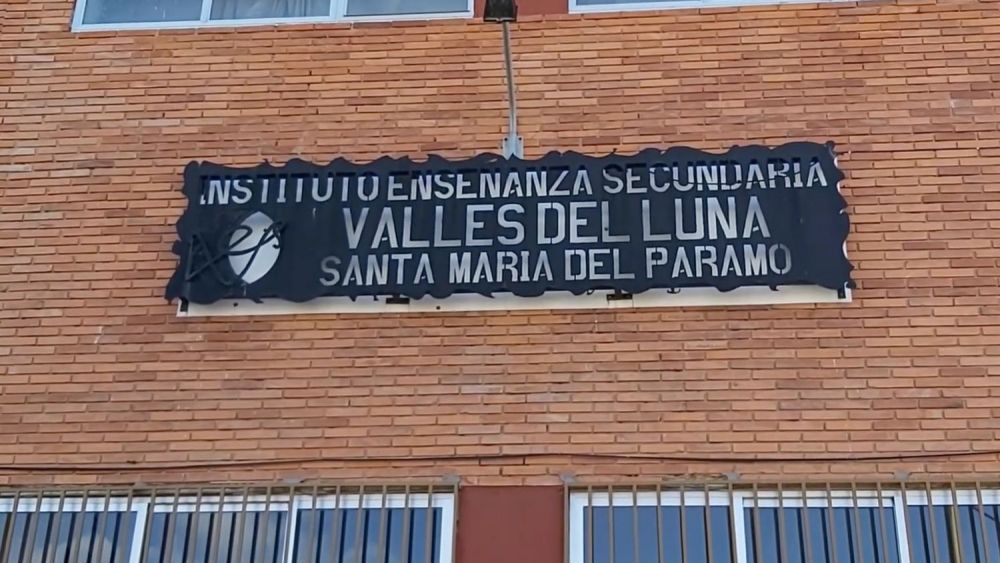 INSTITUTO ENSENANZA SECUNDARIA
VALLES DEL LUNA
SANTA MARIA DEL PARAMO